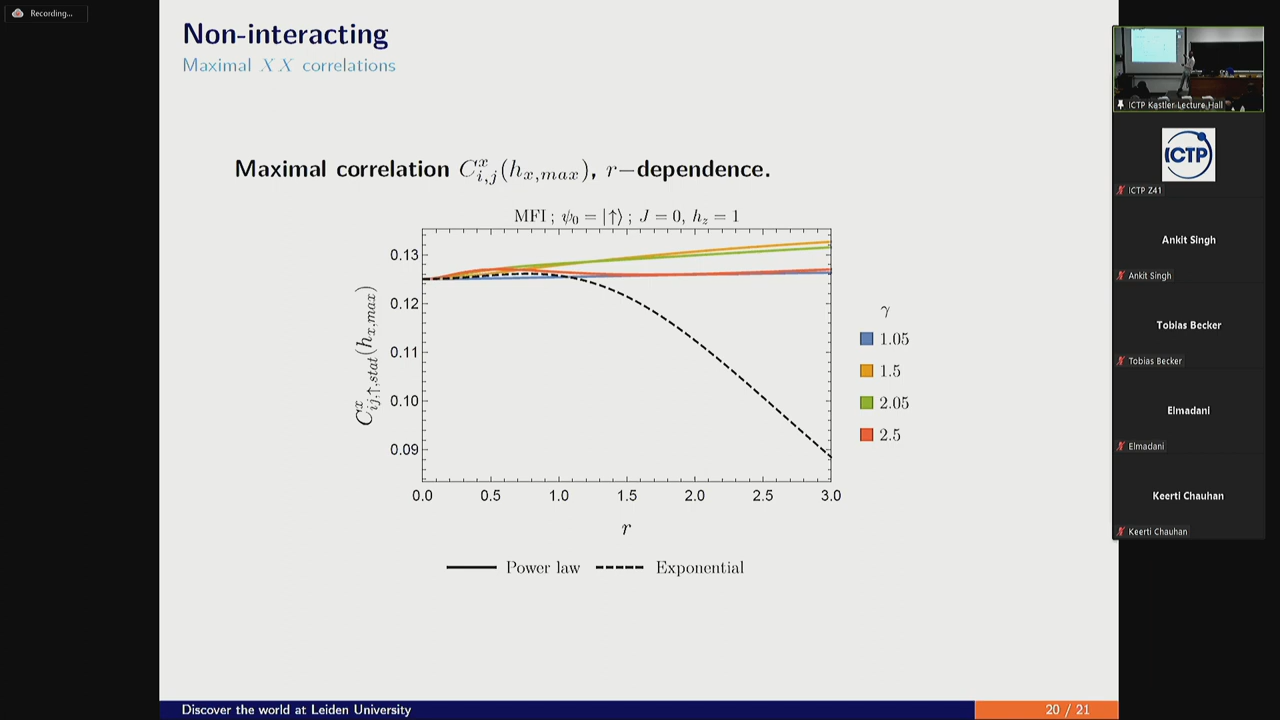 Recording...
Non-interacting
Maximal XX correlations
Maximal correlation C^x_{i,j}(h_{x,max}), r−dependence.
MFI ; ψ_0 = |↑⟩ ; J = 0, h_z = 1
C^x_{ij,↑,stat}(h_{x,max})
0.13
0.12
0.11
0.10
0.09
0.0 0.5 1.0 1.5 2.0 2.5 3.0
r
γ
1.05
1.5
2.05
2.5
Power law Exponential
Discover the world at Leiden University
20 / 21
ICTP Kastler Lecture Hall
ICTP
ICTP Z41
Ankit Singh
Ankit Singh
Tobias Becker
Tobias Becker
Elmadani
Elmadani
Keerti Chauhan
Keerti Chauhan